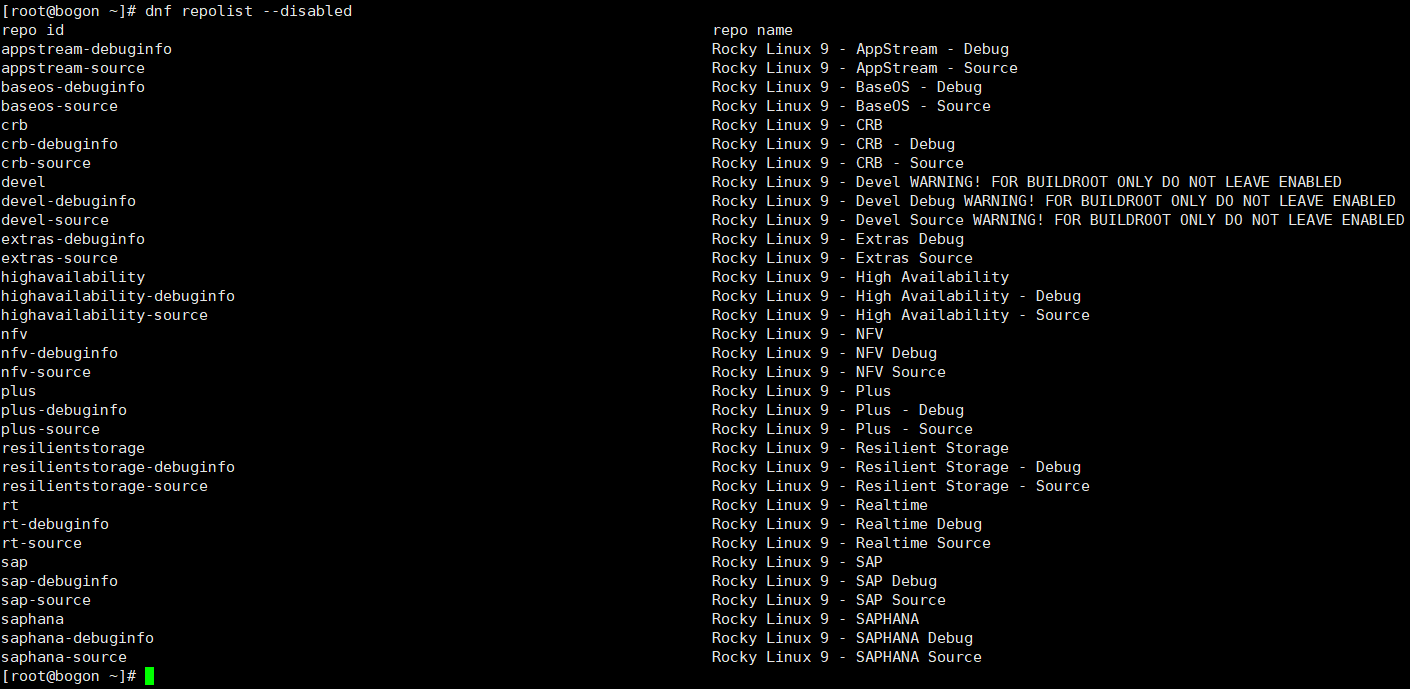 [root@bogon ~]# dnf repolist --disabled
repo id repo name
appstream-debuginfo Rocky Linux 9 - AppStream - Debug
appstream-source Rocky Linux 9 - AppStream - Source
baseos-debuginfo Rocky Linux 9 - BaseOS - Debug
baseos-source Rocky Linux 9 - BaseOS - Source
crb Rocky Linux 9 - CRB
crb-debuginfo Rocky Linux 9 - CRB - Debug
crb-source Rocky Linux 9 - CRB - Source
devel Rocky Linux 9 - Devel WARNING! FOR BUILDROOT ONLY DO NOT LEAVE ENABLED
devel-debuginfo Rocky Linux 9 - Devel Debug WARNING! FOR BUILDROOT ONLY DO NOT LEAVE ENABLED
devel-source Rocky Linux 9 - Devel Source WARNING! FOR BUILDROOT ONLY DO NOT LEAVE ENABLED
extras-debuginfo Rocky Linux 9 - Extras Debug
extras-source Rocky Linux 9 - Extras Source
highavailability Rocky Linux 9 - High Availability
highavailability-debuginfo Rocky Linux 9 - High Availability - Debug
highavailability-source Rocky Linux 9 - High Availability - Source
nfv Rocky Linux 9 - NFV
nfv-debuginfo Rocky Linux 9 - NFV Debug
nfv-source Rocky Linux 9 - NFV Source
plus Rocky Linux 9 - Plus
plus-debuginfo Rocky Linux 9 - Plus - Debug
plus-source Rocky Linux 9 - Plus - Source
resilientstorage Rocky Linux 9 - Resilient Storage
resilientstorage-debuginfo Rocky Linux 9 - Resilient Storage - Debug
resilientstorage-source Rocky Linux 9 - Resilient Storage - Source
rt Rocky Linux 9 - Realtime
rt-debuginfo Rocky Linux 9 - Realtime Debug
rt-source Rocky Linux 9 - Realtime Source
sap Rocky Linux 9 - SAP
sap-debuginfo Rocky Linux 9 - SAP Debug
sap-source Rocky Linux 9 - SAP Source
saphana Rocky Linux 9 - SAPHANA
saphana-debuginfo Rocky Linux 9 - SAPHANA Debug
saphana-source Rocky Linux 9 - SAPHANA Source
[root@bogon ~]#